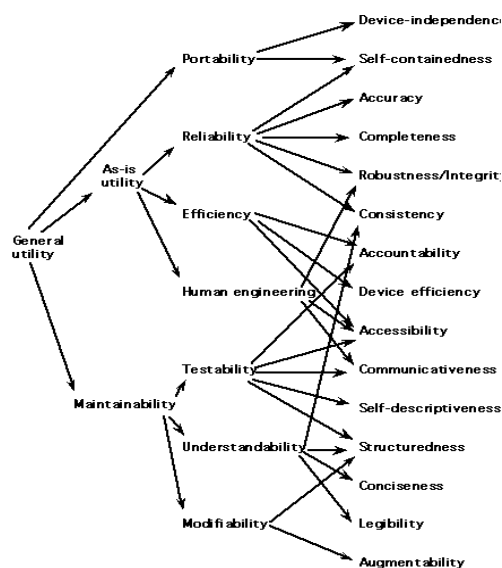 Device-independence
Portability
Self-containedness
Accuracy
Reliability
Completeness
As-is
utility
Robustness/Integrity
Efficiency
Consistency
General
utility
Accountability
Human engineering
Device efficiency
Accessibility
Testability
Communicativeness
Maintainability
Self-descriptiveness
Understandability
Structuredness
Conciseness
Modifiability
Legibility
Augmentability